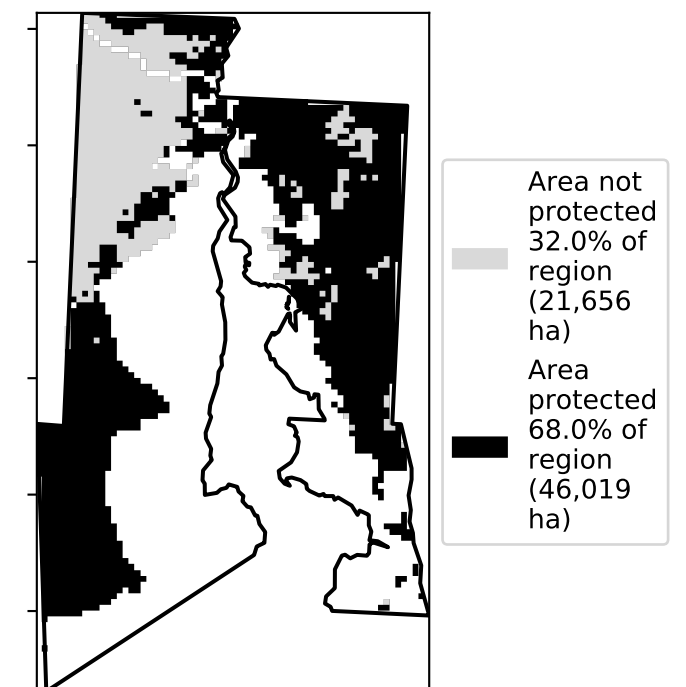 Area not
protected
32.0% of
region
(21,656
ha)
Area
protected
68.0% of
region
(46,019
ha)